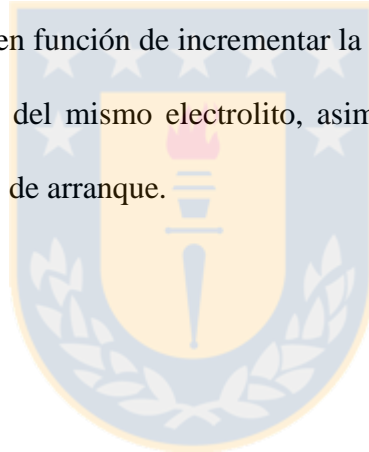 en función de incrementar la
del mismo electrolito, asim
de arranque.